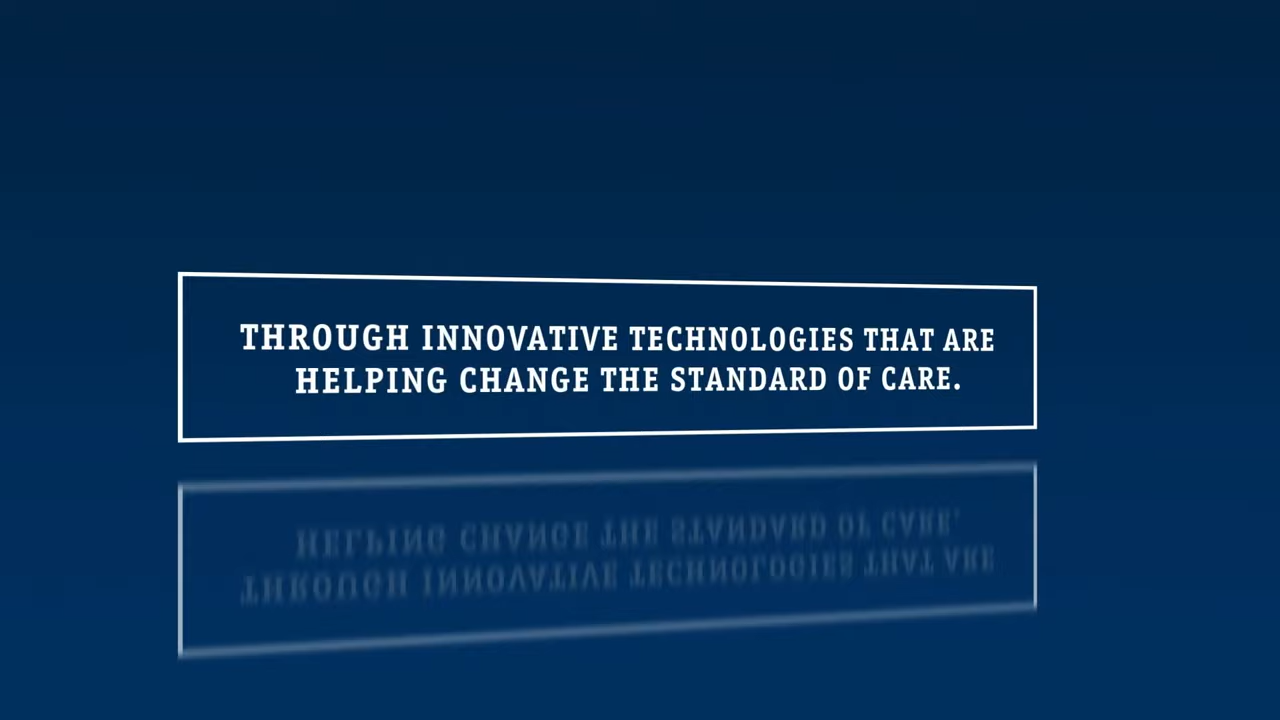 THROUGH INNOVATIVE TECHNOLOGIES THAT ARE
HELPING CHANGE THE STANDARD OF CARE.